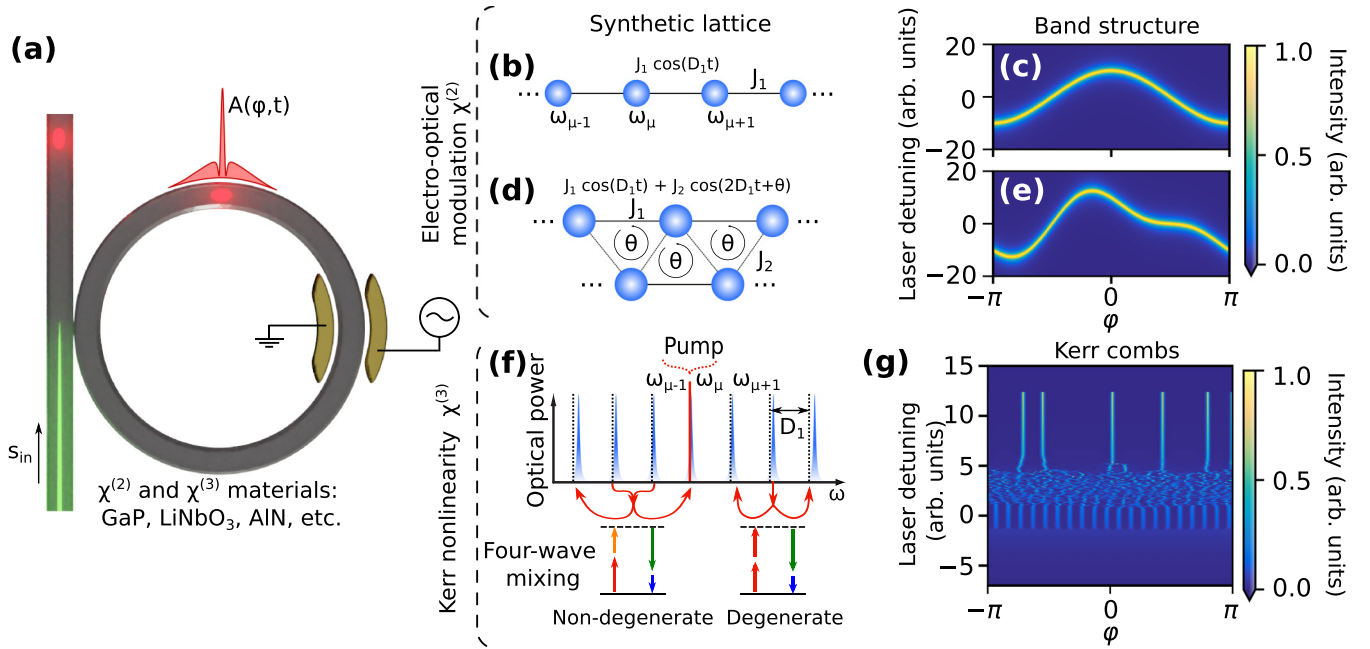 (a)
A(φ,t)
s_in
χ^(2) and χ^(3) materials:
GaP, LiNbO₃, AlN, etc.
Electro-optical
modulation χ^(2)
Synthetic lattice
(b)
J₁ cos(D₁t)
J₁
... ...
ω_μ-1 ω_μ ω_μ+1
(d)
J₁ cos(D₁t) + J₂ cos(2D₁t+θ)
... J₁ ...
θ θ θ
J₂
... ...
Band structure
Laser detuning (arb. units)
(c)
20
0
−20
(e)
20
0
−20
−π 0 π
φ
1.0
0.5
0.0
Intensity (arb. units)
Kerr nonlinearity χ^(3)
(f)
Pump
ω_μ-1 ω_μ ω_μ+1
Optical power
D₁
ω
Four-wave
mixing
Non-degenerate Degenerate
(g)
Kerr combs
Laser detuning
(arb. units)
15
10
5
0
−5
−π 0 π
φ
1.0
0.5
0.0
Intensity (arb. units)